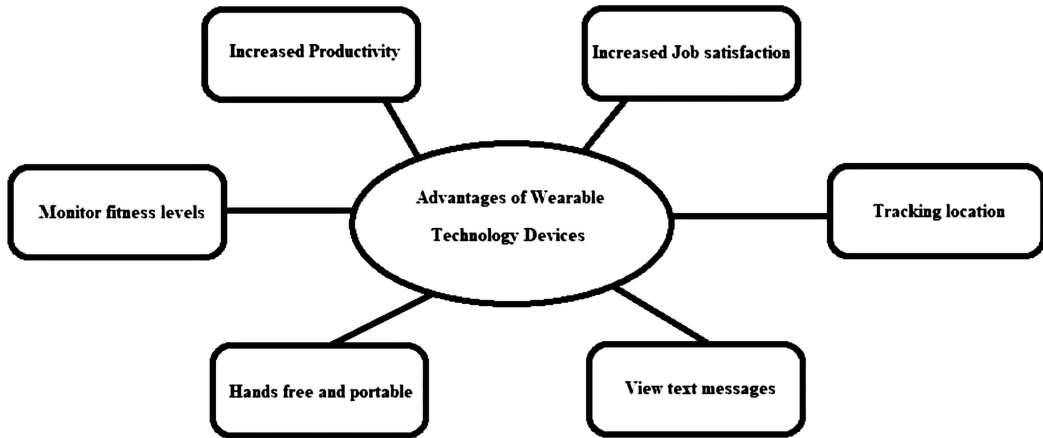 Increased Productivity
Increased Job satisfaction
Monitor fitness levels
Advantages of Wearable
Technology Devices
Tracking location
Hands free and portable
View text messages